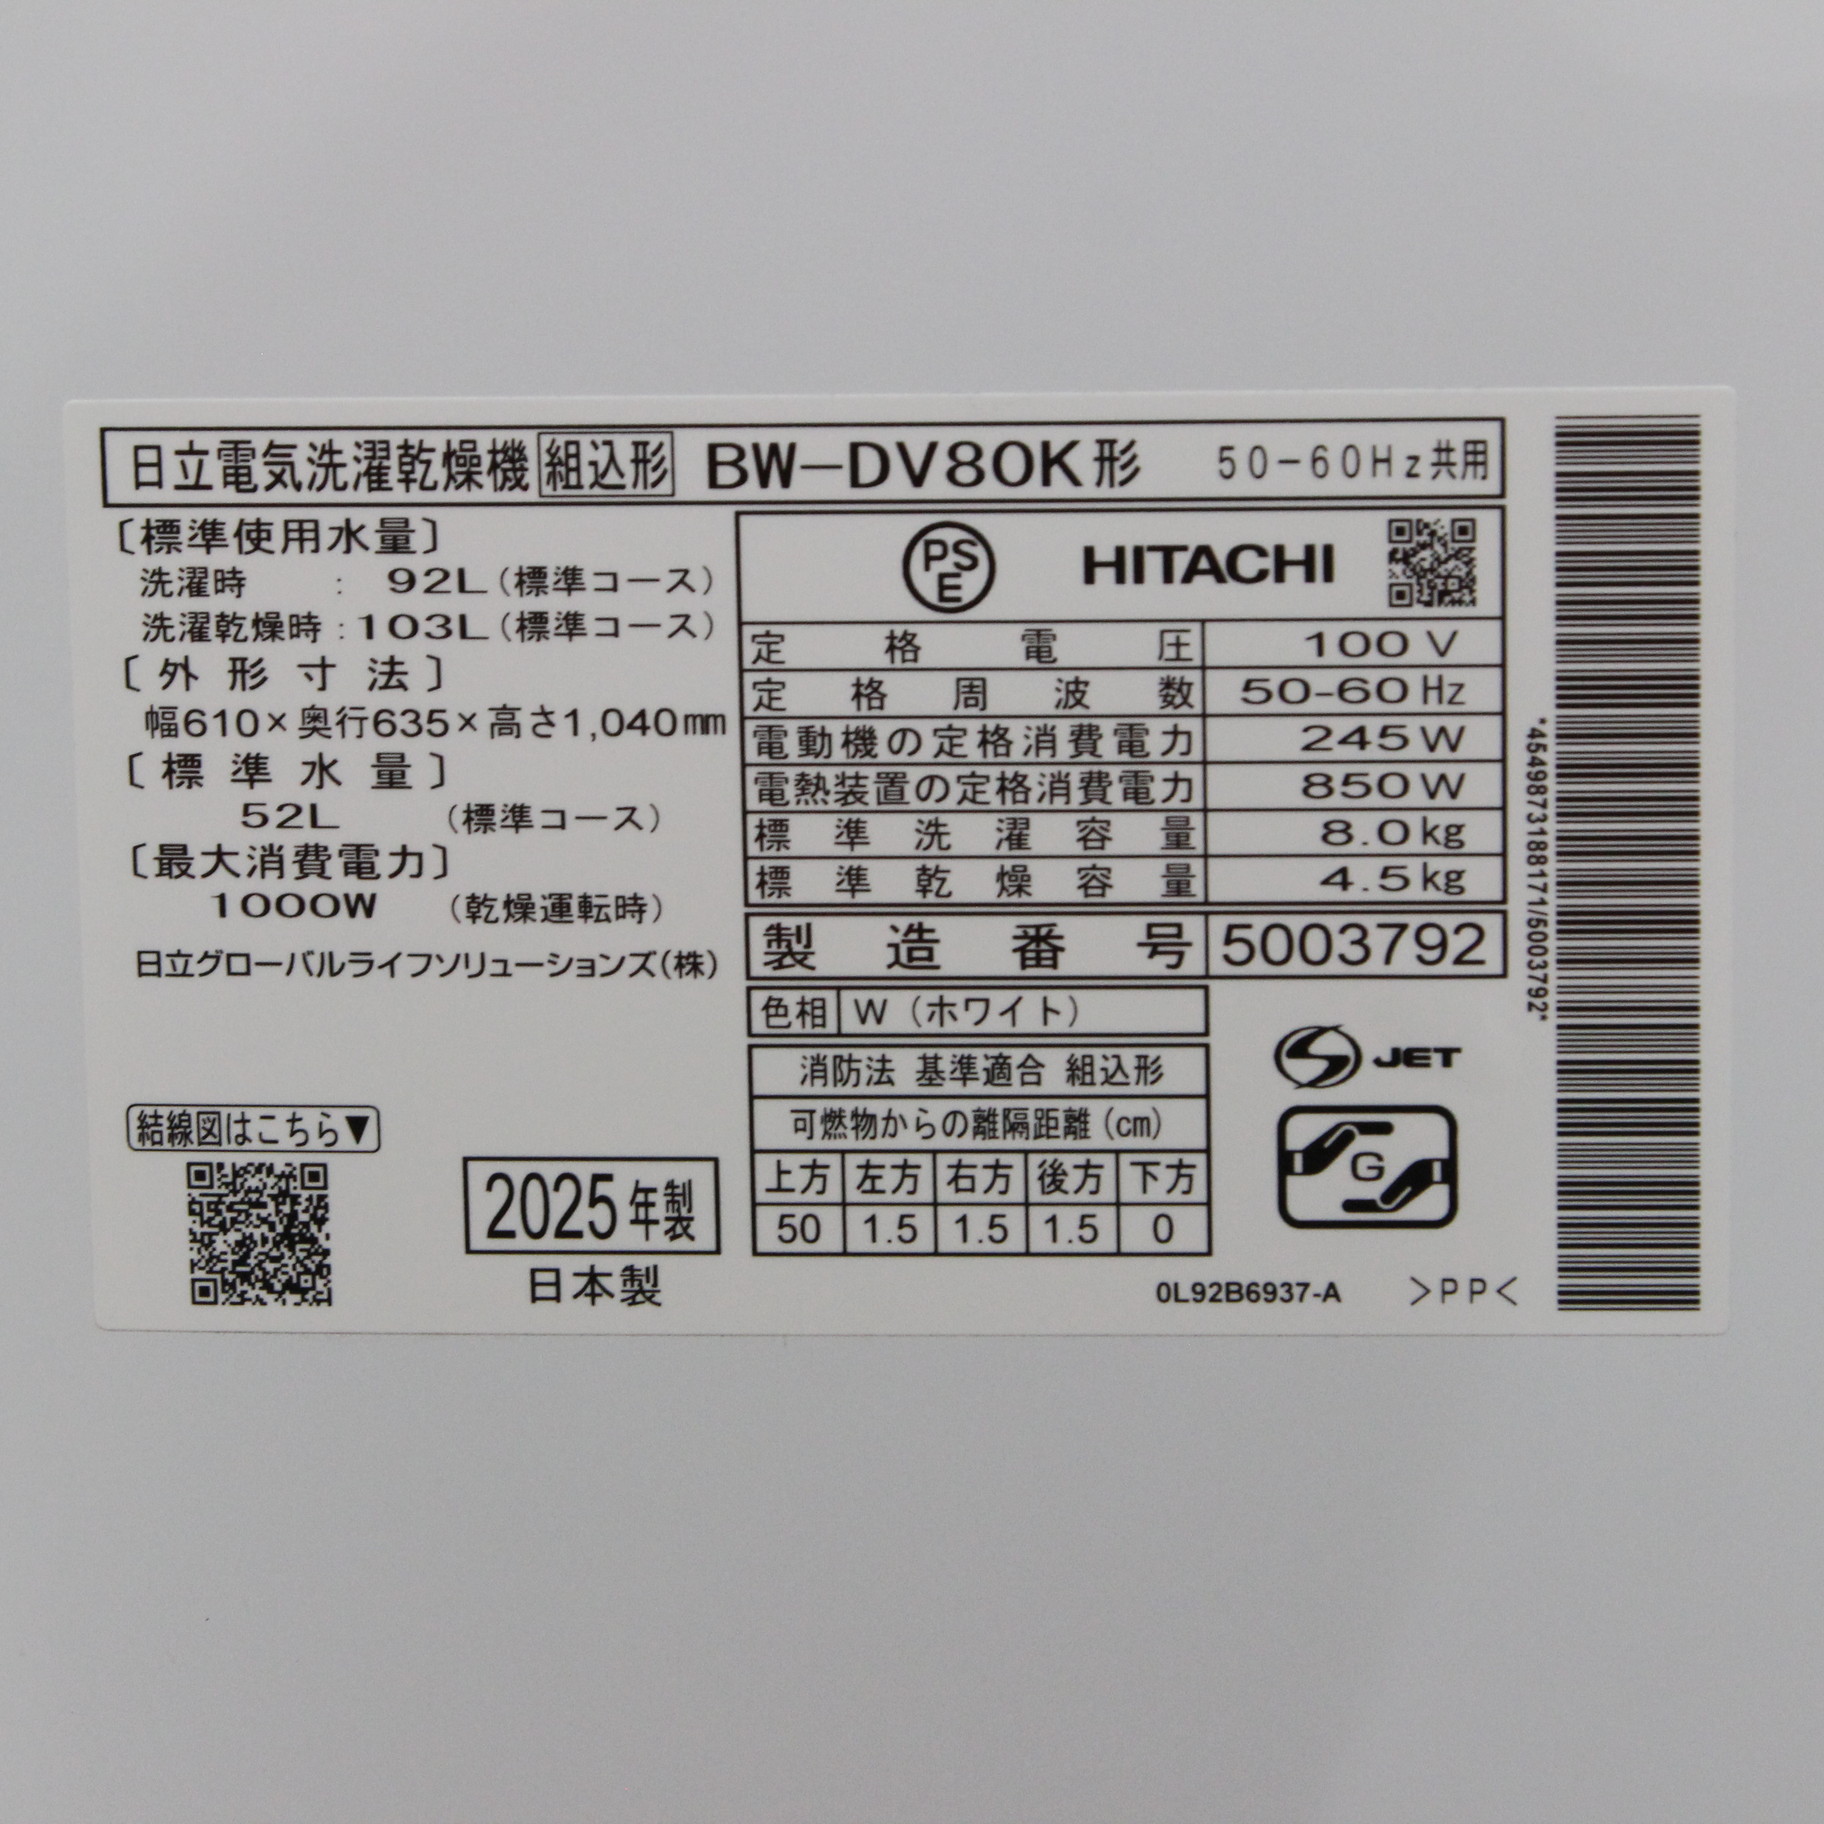 日立電気洗濯乾燥機 組込形 BW-DV80K形 50-60Hz共用
〔標準使用水量〕
洗濯時 : 92L(標準コース)
洗濯乾燥時:103L(標準コース)
〔外形寸法〕
幅610×奥行635×高さ1,040mm
〔標準水量〕
52L (標準コース)
〔最大消費電力〕
1000W (乾燥運転時)
日立グローバルライフソリューションズ(株)
結線図はこちら▼
2025年製
日本製
PSE HITACHI
定格電圧 100V
定格周波数 50-60Hz
電動機の定格消費電力 245W
電熱装置の定格消費電力 850W
標準洗濯容量 8.0kg
標準乾燥容量 4.5kg
製造番号 5003792
色相 W(ホワイト)
消防法 基準適合 組込形
可燃物からの離隔距離(cm)
上方 左方 右方 後方 下方
50 1.5 1.5 1.5 0
S JET
G
0L92B6937-A >PP<
*4549873188171/5003792*